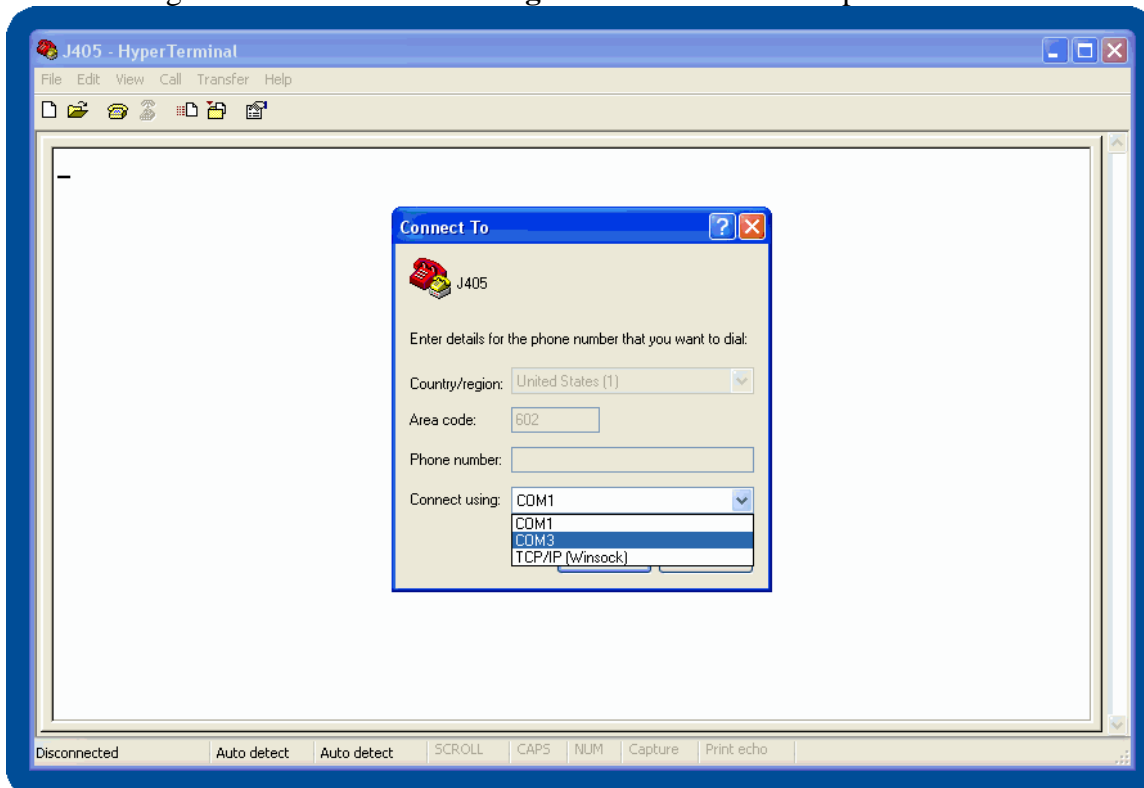 J405 - HyperTerminal
File Edit View Call Transfer Help
Connect To
J405
Enter details for the phone number that you want to dial:
Country/region: United States (1)
Area code: 602
Phone number:
Connect using: COM1
COM1
COM3
TCP/IP (Winsock)
Disconnected Auto detect Auto detect SCROLL CAPS NUM Capture Print echo